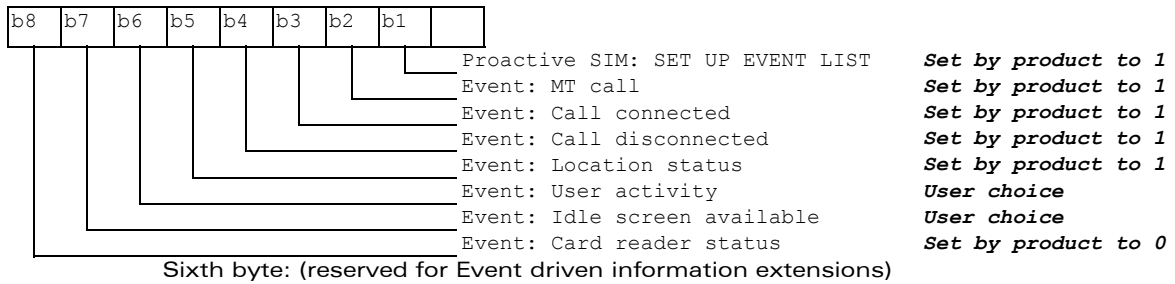 b8 b7 b6 b5 b4 b3 b2 b1
Proactive SIM: SET UP EVENT LIST Set by product to 1
Event: MT call Set by product to 1
Event: Call connected Set by product to 1
Event: Call disconnected Set by product to 1
Event: Location status Set by product to 1
Event: User activity User choice
Event: Idle screen available User choice
Event: Card reader status Set by product to 0
Sixth byte: (reserved for Event driven information extensions)